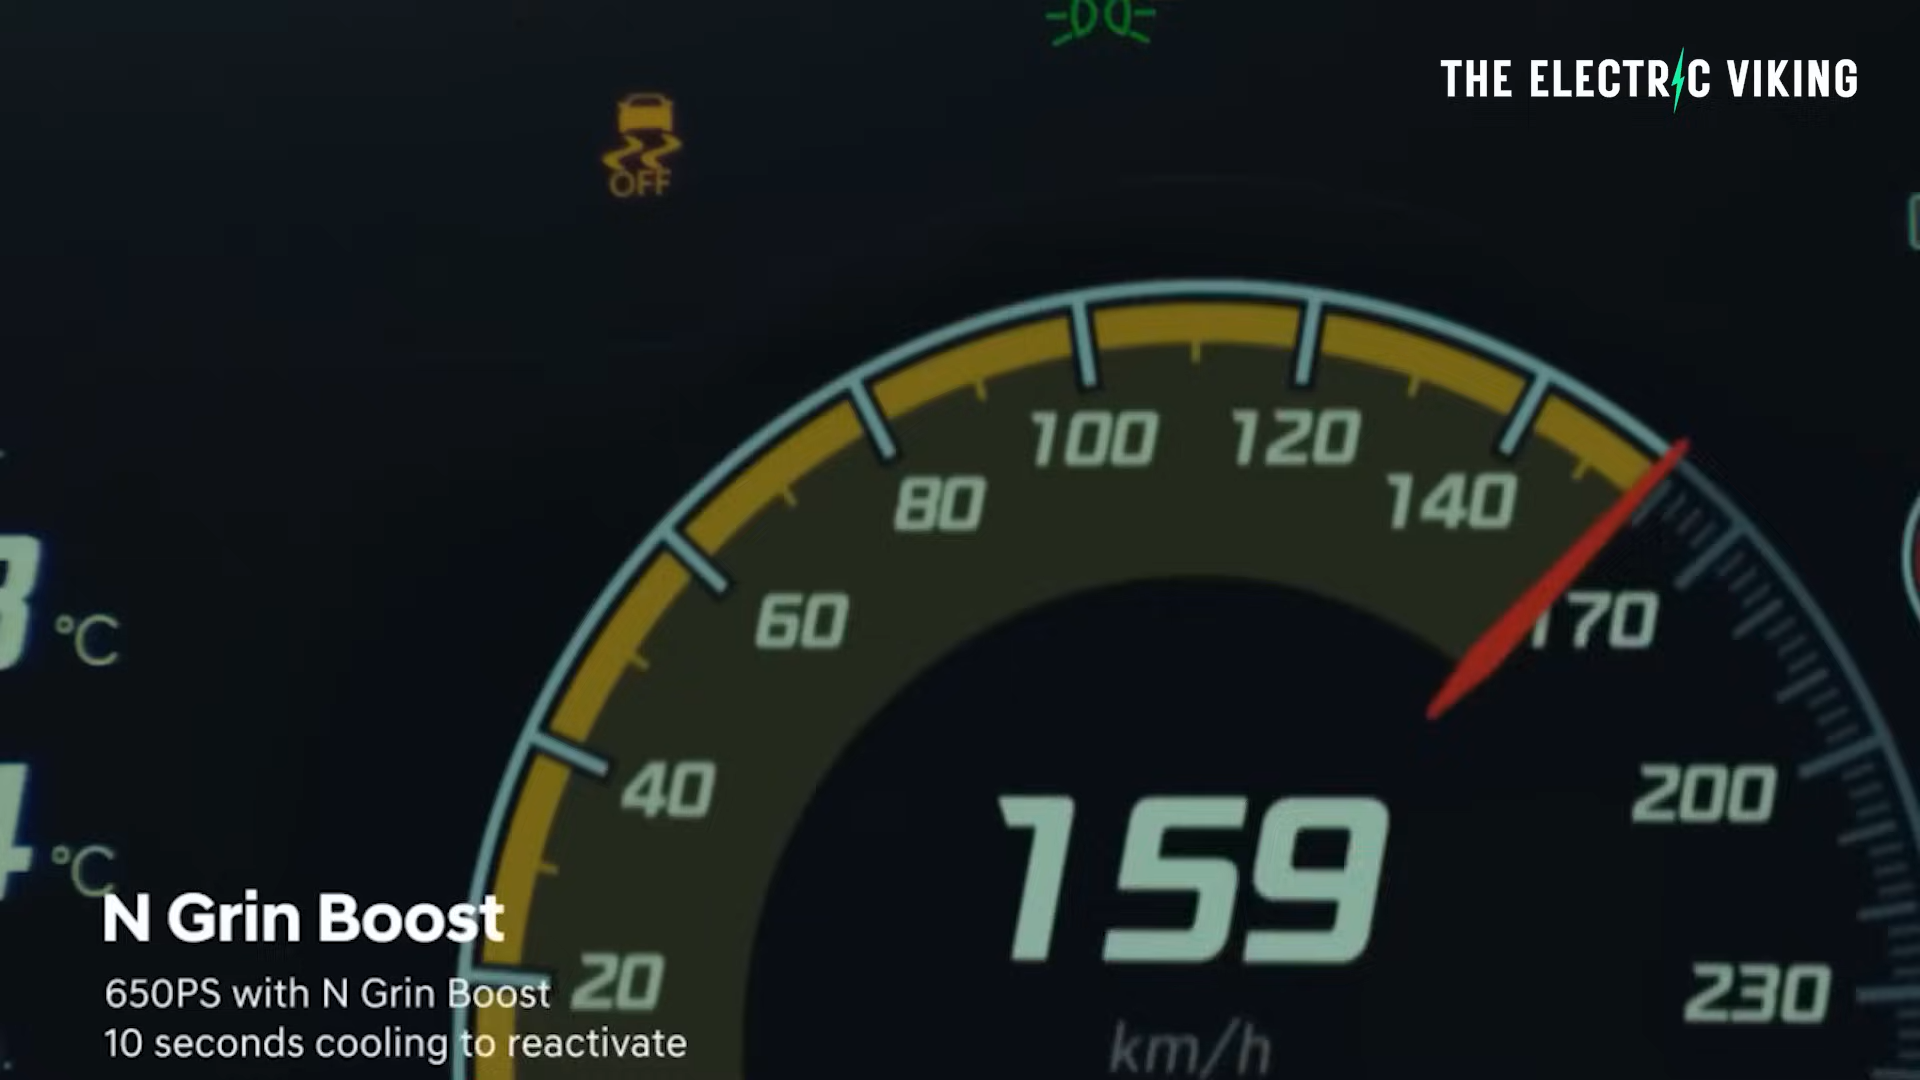 THE ELECTRIC VIKING
OFF
100
120
80
140
60
170
°C
40
200
159
°C
N Grin Boost
650PS with N Grin Boost
20
230
10 seconds cooling to reactivate
km/h